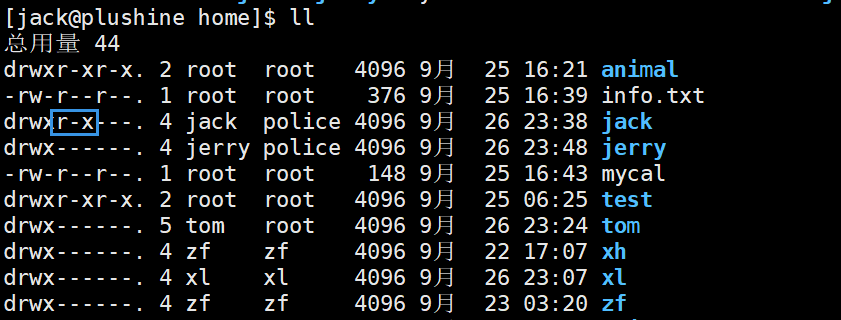 [jack@plushine home]$ ll
总用量 44
drwxr-xr-x. 2 root  root   4096 9月  25 16:21 animal
-rw-r--r--. 1 root  root    376 9月  25 16:39 info.txt
drwxr-x---. 4 jack  police 4096 9月  26 23:38 jack
drwx------. 4 jerry police 4096 9月  26 23:48 jerry
-rw-r--r--. 1 root  root    148 9月  25 16:43 mycal
drwxr-xr-x. 2 root  root   4096 9月  25 06:25 test
drwx------. 5 tom   root   4096 9月  26 23:24 tom
drwx------. 4 zf    zf     4096 9月  22 17:07 xh
drwx------. 4 xl    xl     4096 9月  26 23:07 xl
drwx------. 4 zf    zf     4096 9月  23 03:20 zf